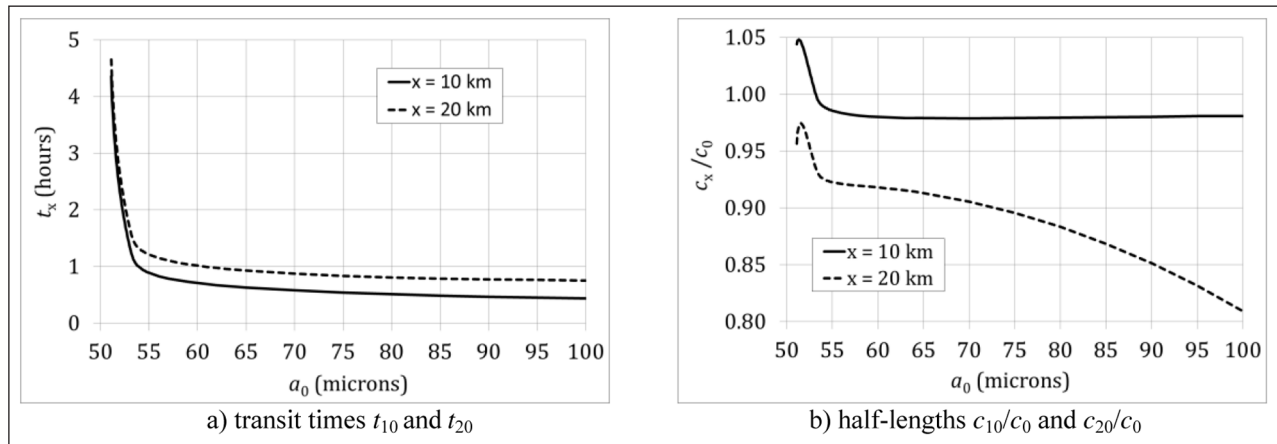 5
4
3
2
1
0
t_x (hours)
x = 10 km
x = 20 km
50 55 60 65 70 75 80 85 90 95 100
a_0 (microns)
a) transit times t_10 and t_20
1.05
1.00
0.95
0.90
0.85
0.80
c_x/c_0
x = 10 km
x = 20 km
50 55 60 65 70 75 80 85 90 95 100
a_0 (microns)
b) half-lengths c_10/c_0 and c_20/c_0